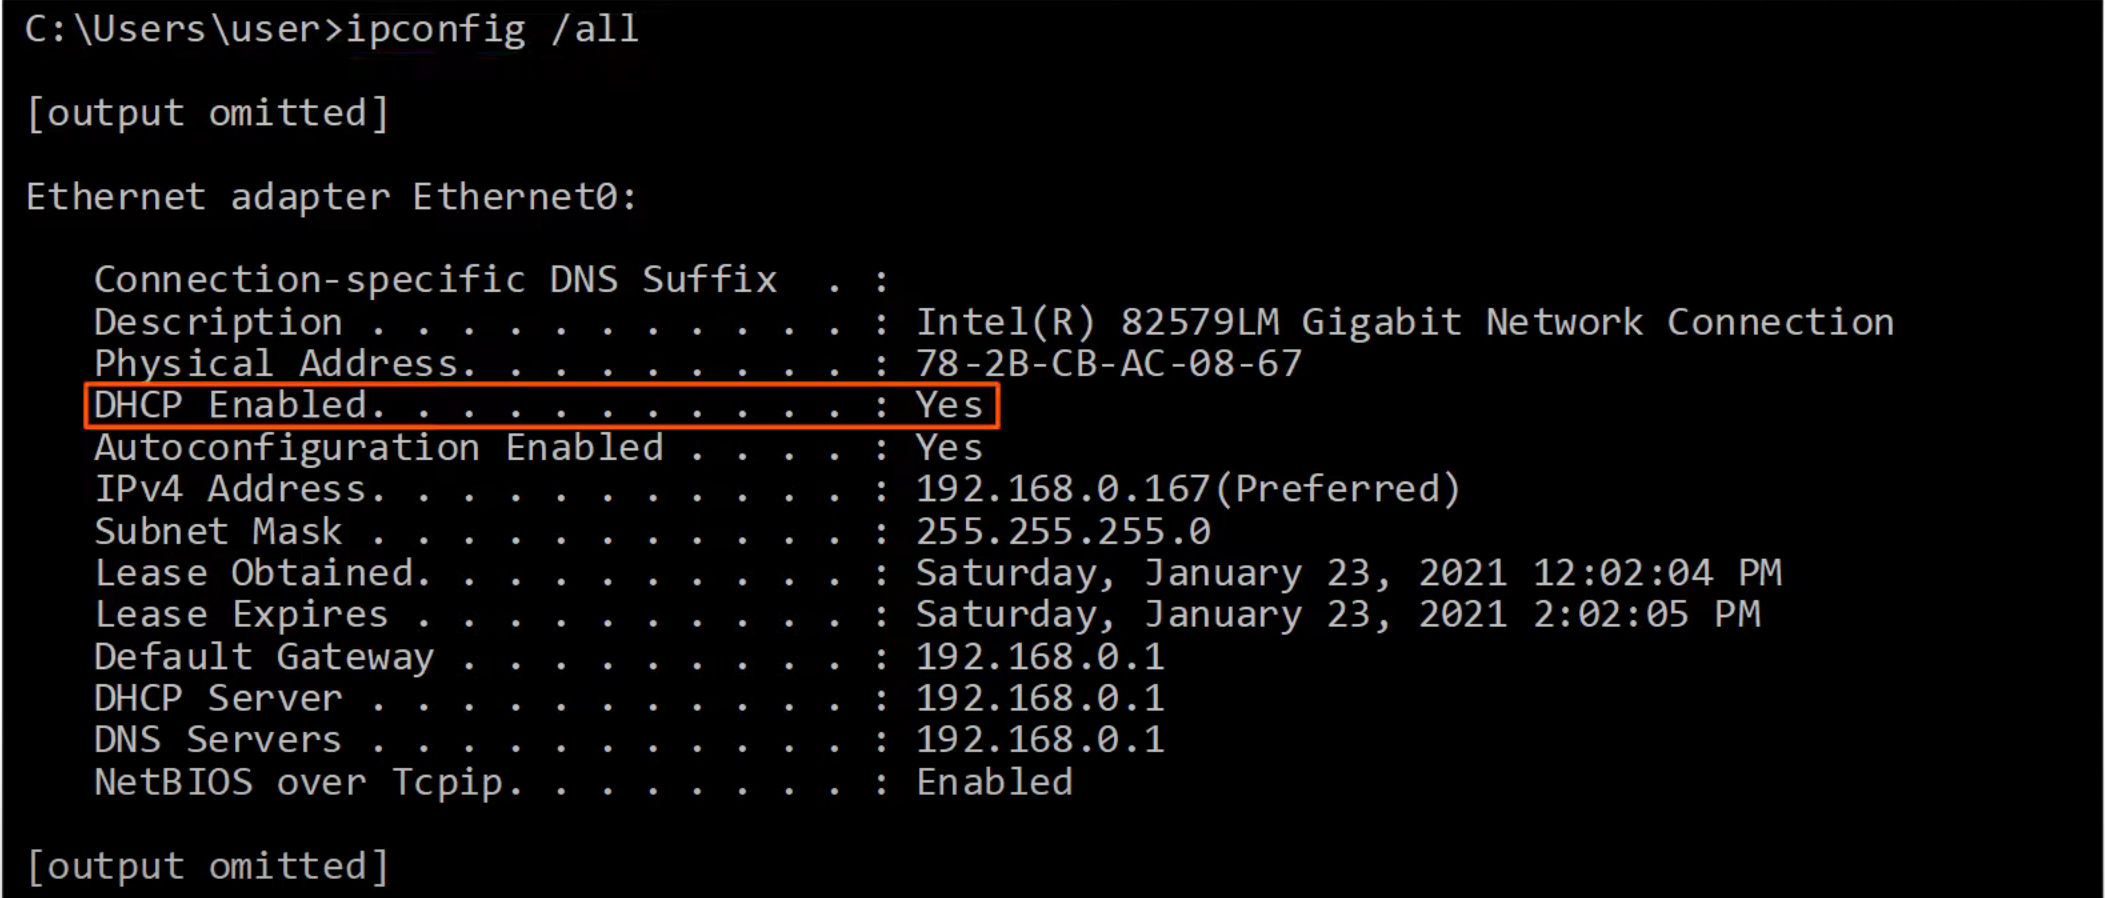 C:\Users\user>ipconfig /all
[output omitted]
Ethernet adapter Ethernet0:
Connection-specific DNS Suffix  . :
Description . . . . . . . . . . . : Intel(R) 82579LM Gigabit Network Connection
Physical Address. . . . . . . . . : 78-2B-CB-AC-08-67
DHCP Enabled. . . . . . . . . . . : Yes
Autoconfiguration Enabled . . . . : Yes
IPv4 Address. . . . . . . . . . . : 192.168.0.167(Preferred)
Subnet Mask . . . . . . . . . . . : 255.255.255.0
Lease Obtained. . . . . . . . . . : Saturday, January 23, 2021 12:02:04 PM
Lease Expires . . . . . . . . . . : Saturday, January 23, 2021 2:02:05 PM
Default Gateway . . . . . . . . . : 192.168.0.1
DHCP Server . . . . . . . . . . . : 192.168.0.1
DNS Servers . . . . . . . . . . . : 192.168.0.1
NetBIOS over Tcpip. . . . . . . . : Enabled
[output omitted]